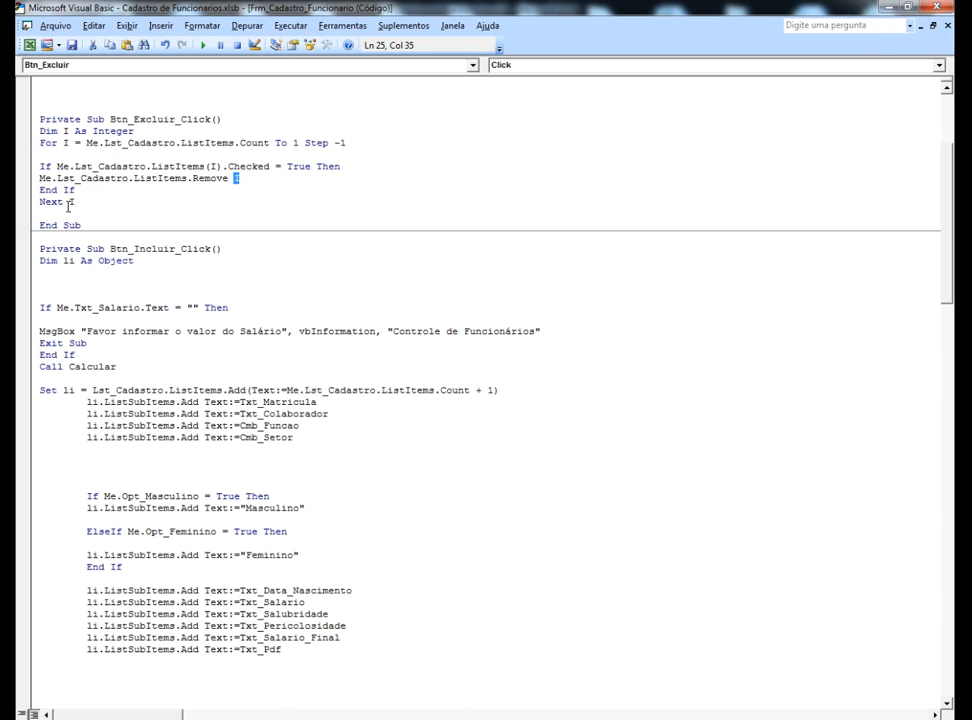 Microsoft Visual Basic - Cadastro de Funcionarios.xlsb - [Frm_Cadastro_Funcionario (Código)]
Arquivo Editar Exibir Inserir Formatar Depurar Executar Ferramentas Suplementos Janela Ajuda Digite uma pergunta
Ln 25, Col 35
Btn_Excluir Click
Private Sub Btn_Excluir_Click()
Dim I As Integer
For I = Me.Lst_Cadastro.ListItems.Count To 1 Step -1
If Me.Lst_Cadastro.ListItems(I).Checked = True Then
Me.Lst_Cadastro.ListItems.Remove I
End If
Next I
End Sub
Private Sub Btn_Incluir_Click()
Dim li As Object
If Me.Txt_Salario.Text = "" Then
MsgBox "Favor informar o valor do Salário", vbInformation, "Controle de Funcionários"
Exit Sub
End If
Call Calcular
Set li = Lst_Cadastro.ListItems.Add(Text:=Me.Lst_Cadastro.ListItems.Count + 1)
li.ListSubItems.Add Text:=Txt_Matricula
li.ListSubItems.Add Text:=Txt_Colaborador
li.ListSubItems.Add Text:=Cmb_Funcao
li.ListSubItems.Add Text:=Cmb_Setor
If Me.Opt_Masculino = True Then
li.ListSubItems.Add Text:="Masculino"
ElseIf Me.Opt_Feminino = True Then
li.ListSubItems.Add Text:="Feminino"
End If
li.ListSubItems.Add Text:=Txt_Data_Nascimento
li.ListSubItems.Add Text:=Txt_Salario
li.ListSubItems.Add Text:=Txt_Salubridade
li.ListSubItems.Add Text:=Txt_Pericolosidade
li.ListSubItems.Add Text:=Txt_Salario_Final
li.ListSubItems.Add Text:=Txt_Pdf